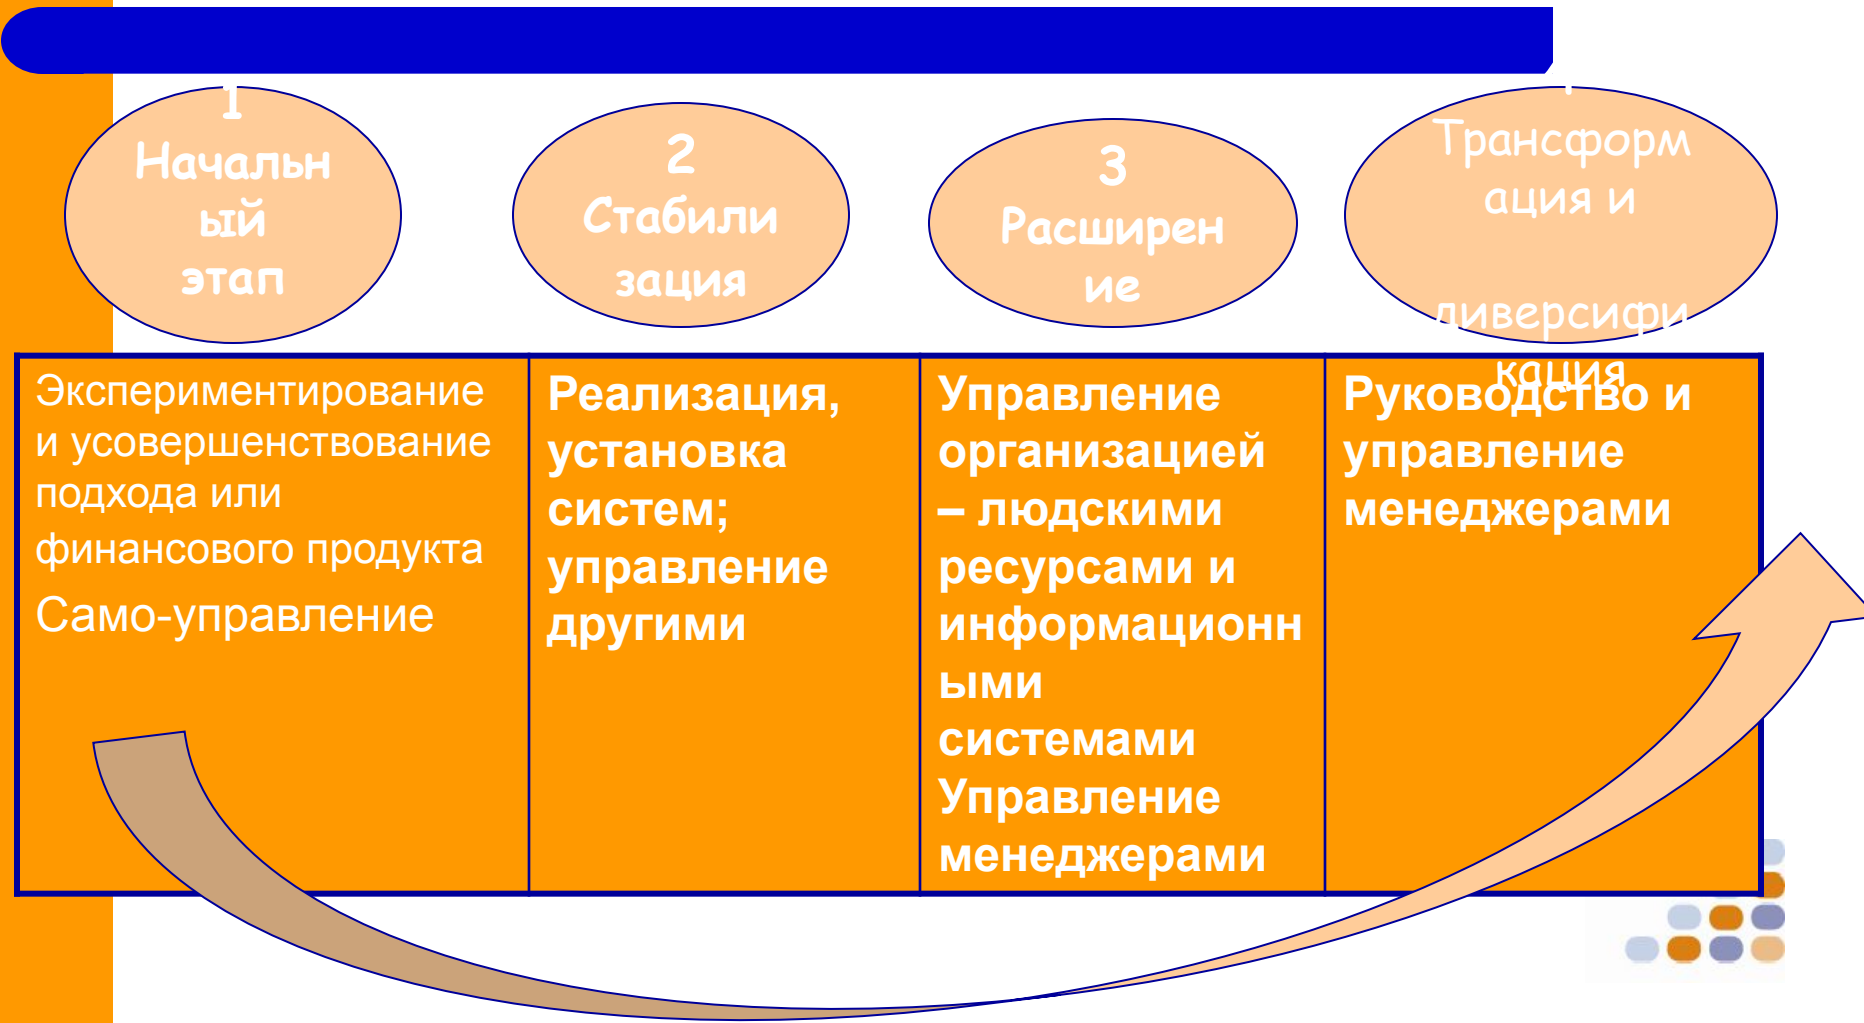 1
Начальн
ый
этап
2
Стабили
зация
3
Расширен
ие
Трансформ
ация и
диверсифи
кация
Экспериментирование
и усовершенствование
подхода или
финансового продукта
Само-управление
Реализация,
установка
систем;
управление
другими
Управление
организацией
– людскими
ресурсами и
информационн
ыми
системами
Управление
менеджерами
Руководство и
управление
менеджерами